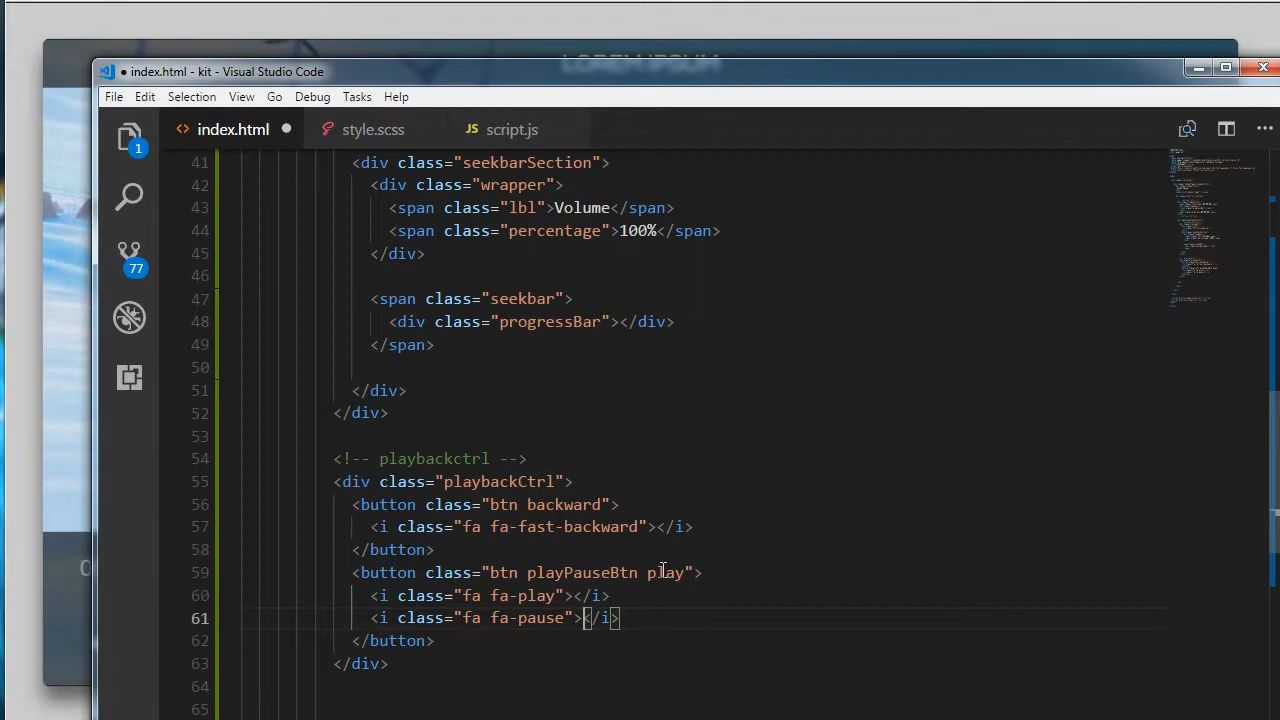 LOREM IPSUM
● index.html - kit - Visual Studio Code
File Edit Selection View Go Debug Tasks Help
<> index.html ● style.scss JS script.js
1
77
41 <div class="seekbarSection">
42 <div class="wrapper">
43 <span class="lbl">Volume</span>
44 <span class="percentage">100%</span>
45 </div>
46
47 <span class="seekbar">
48 <div class="progressBar"></div>
49 </span>
50
51 </div>
52 </div>
53
54 <!-- playbackctrl -->
55 <div class="playbackCtrl">
56 <button class="btn backward">
57 <i class="fa fa-fast-backward"></i>
58 </button>
59 <button class="btn playPauseBtn play">
60 <i class="fa fa-play"></i>
61 <i class="fa fa-pause"></i>
62 </button>
63 </div>
64
65